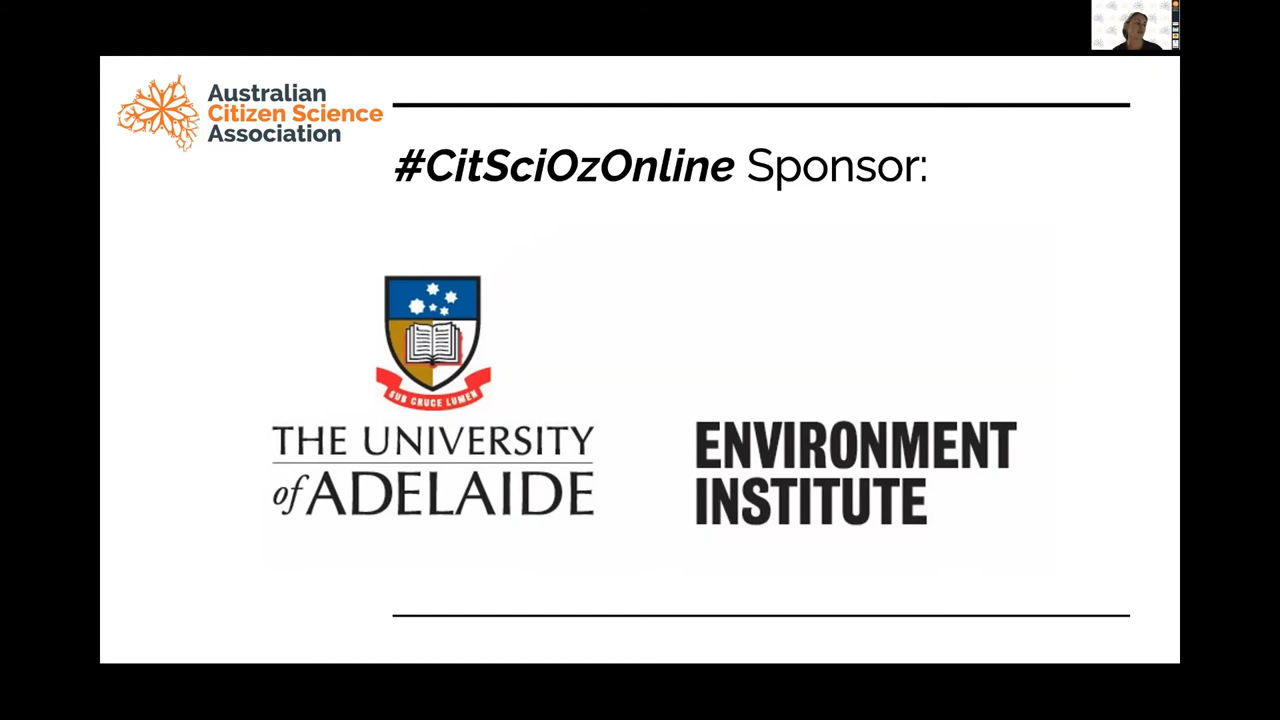 Australian
Citizen Science
Association
#CitSciOzOnline Sponsor:
SUB CRUCE LUMEN
THE UNIVERSITY
of ADELAIDE
ENVIRONMENT
INSTITUTE